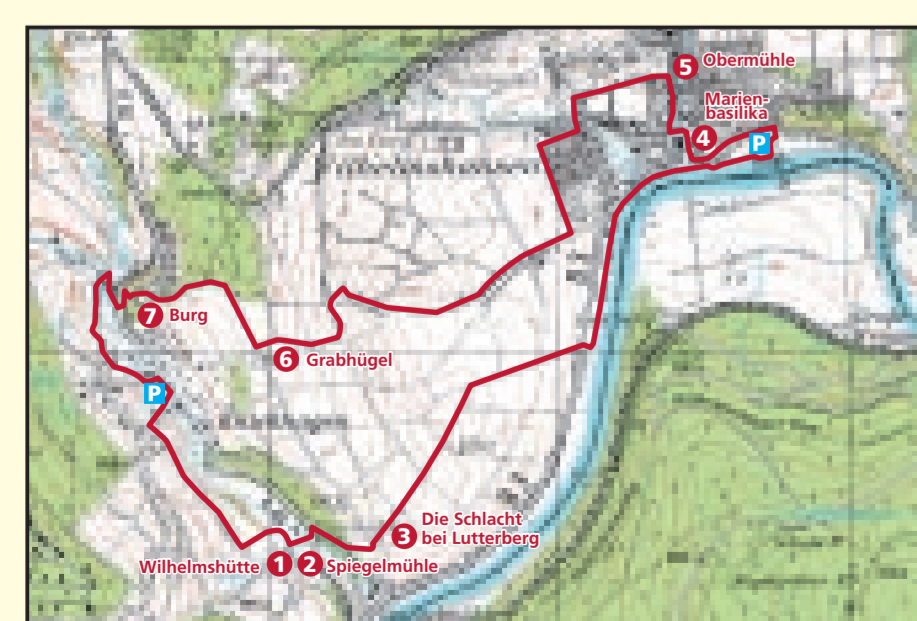 5 Obermühle
Marien-
basilika
4
P
7 Burg
6 Grabhügel
P
3 Die Schlacht
bei Lutterberg
Wilhelmshütte 1 2 Spiegelmühle